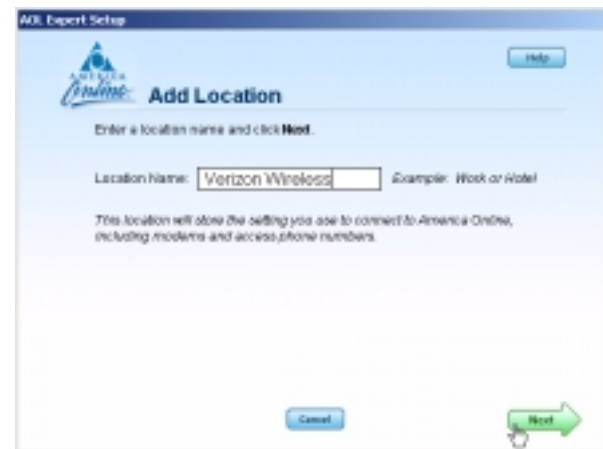 AOL Expert Setup
Help
AMERICA
Online
Add Location
Enter a location name and click Next.
Location Name: Verizon Wireless Example: Work or Hotel
This location will store the setting you use to connect to America Online,
including modems and access phone numbers.
Cancel
Next